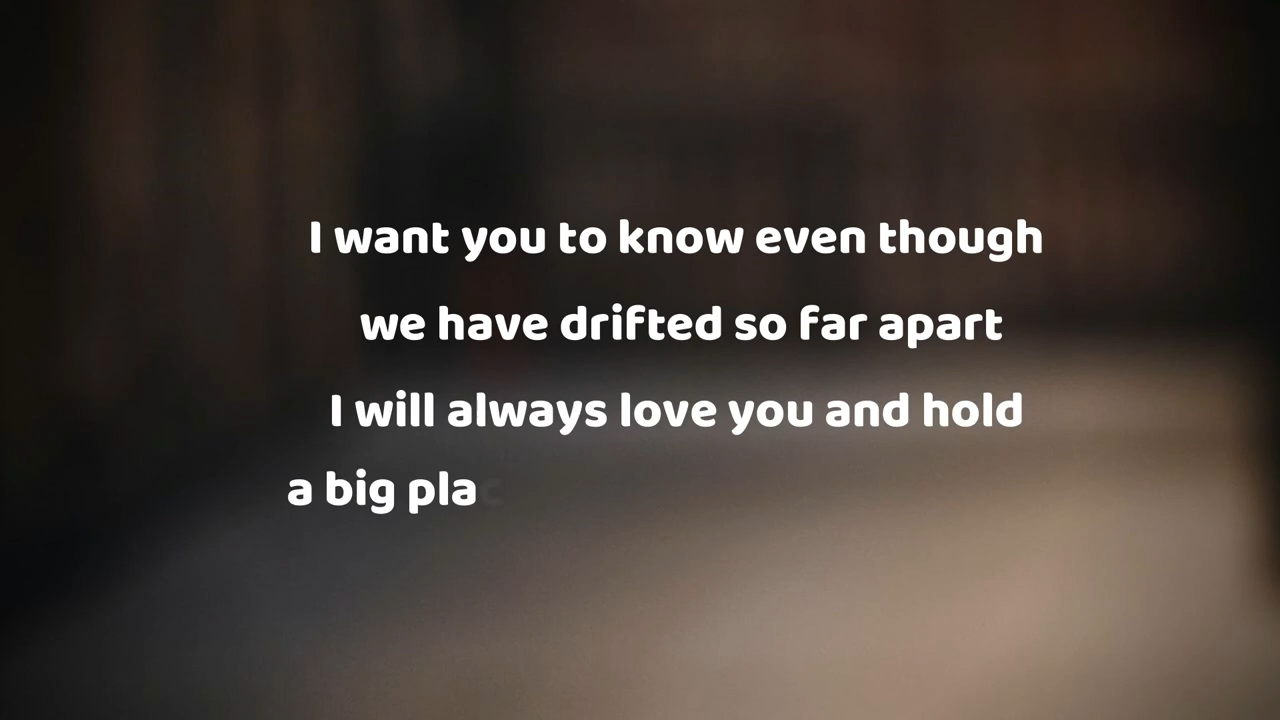 I want you to know even though
we have drifted so far apart
I will always love you and hold
a big pla